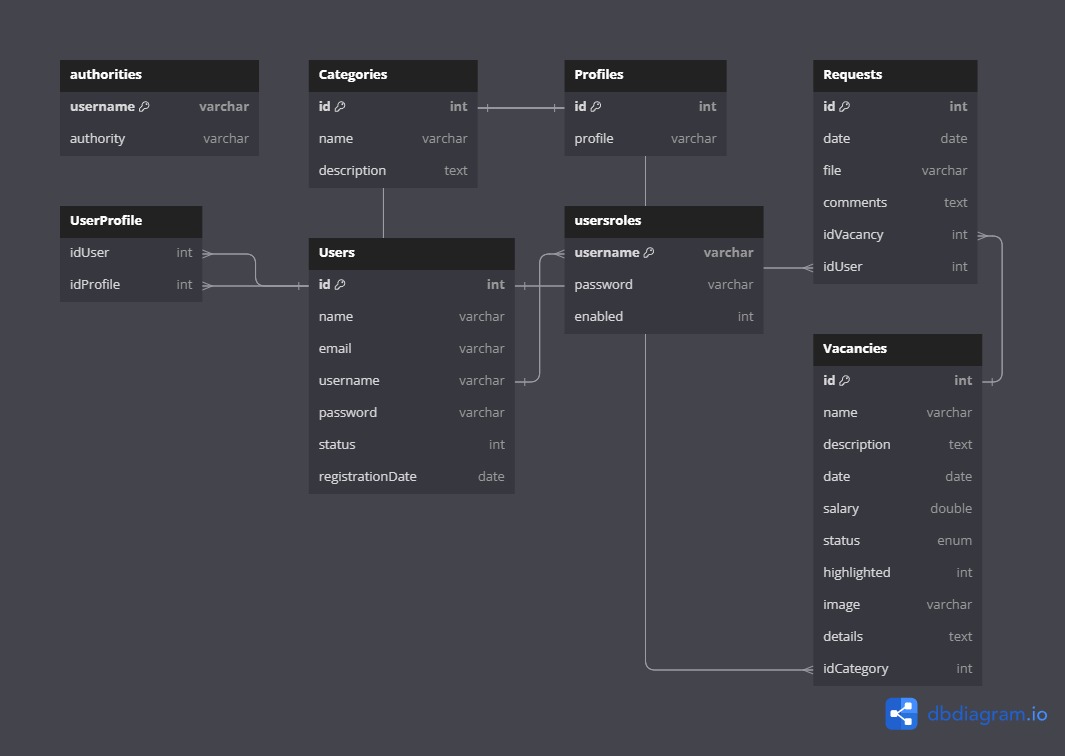 authorities
username varchar
authority varchar
Categories
id int
name varchar
description text
Profiles
id int
profile varchar
Requests
id int
date date
file varchar
comments text
idVacancy int
idUser int
UserProfile
idUser int
idProfile int
Users
id int
name varchar
email varchar
username varchar
password varchar
status int
registrationDate date
usersroles
username varchar
password varchar
enabled int
Vacancies
id int
name varchar
description text
date date
salary double
status enum
highlighted int
image varchar
details text
idCategory int
dbdiagram.io